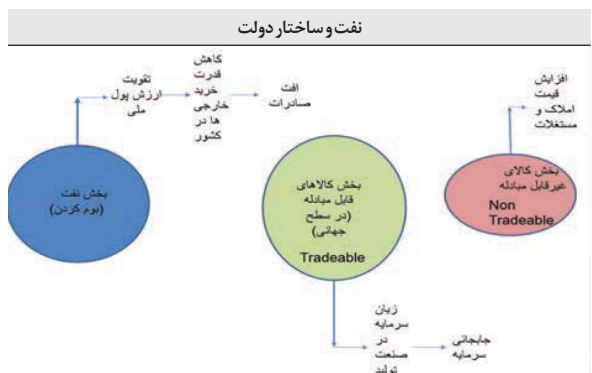 نفت و ساختار دولت
تقویت
ارزش پول
ملی
کاهش
قدرت
خرید
خارجی
ها در
کشور
افت
صادرات
افزایش
قیمت
املاک و
مستغلات
بخش نفت
(بوم کردن)
بخش کالاهای
قابل مبادله
(در سطح
جهانی)
Tradeable
بخش کالای
غیرقابل مبادله
Non
Tradeable
زیان
سرمایه
در
صنعت
تولید
جابجائی
سرمایه